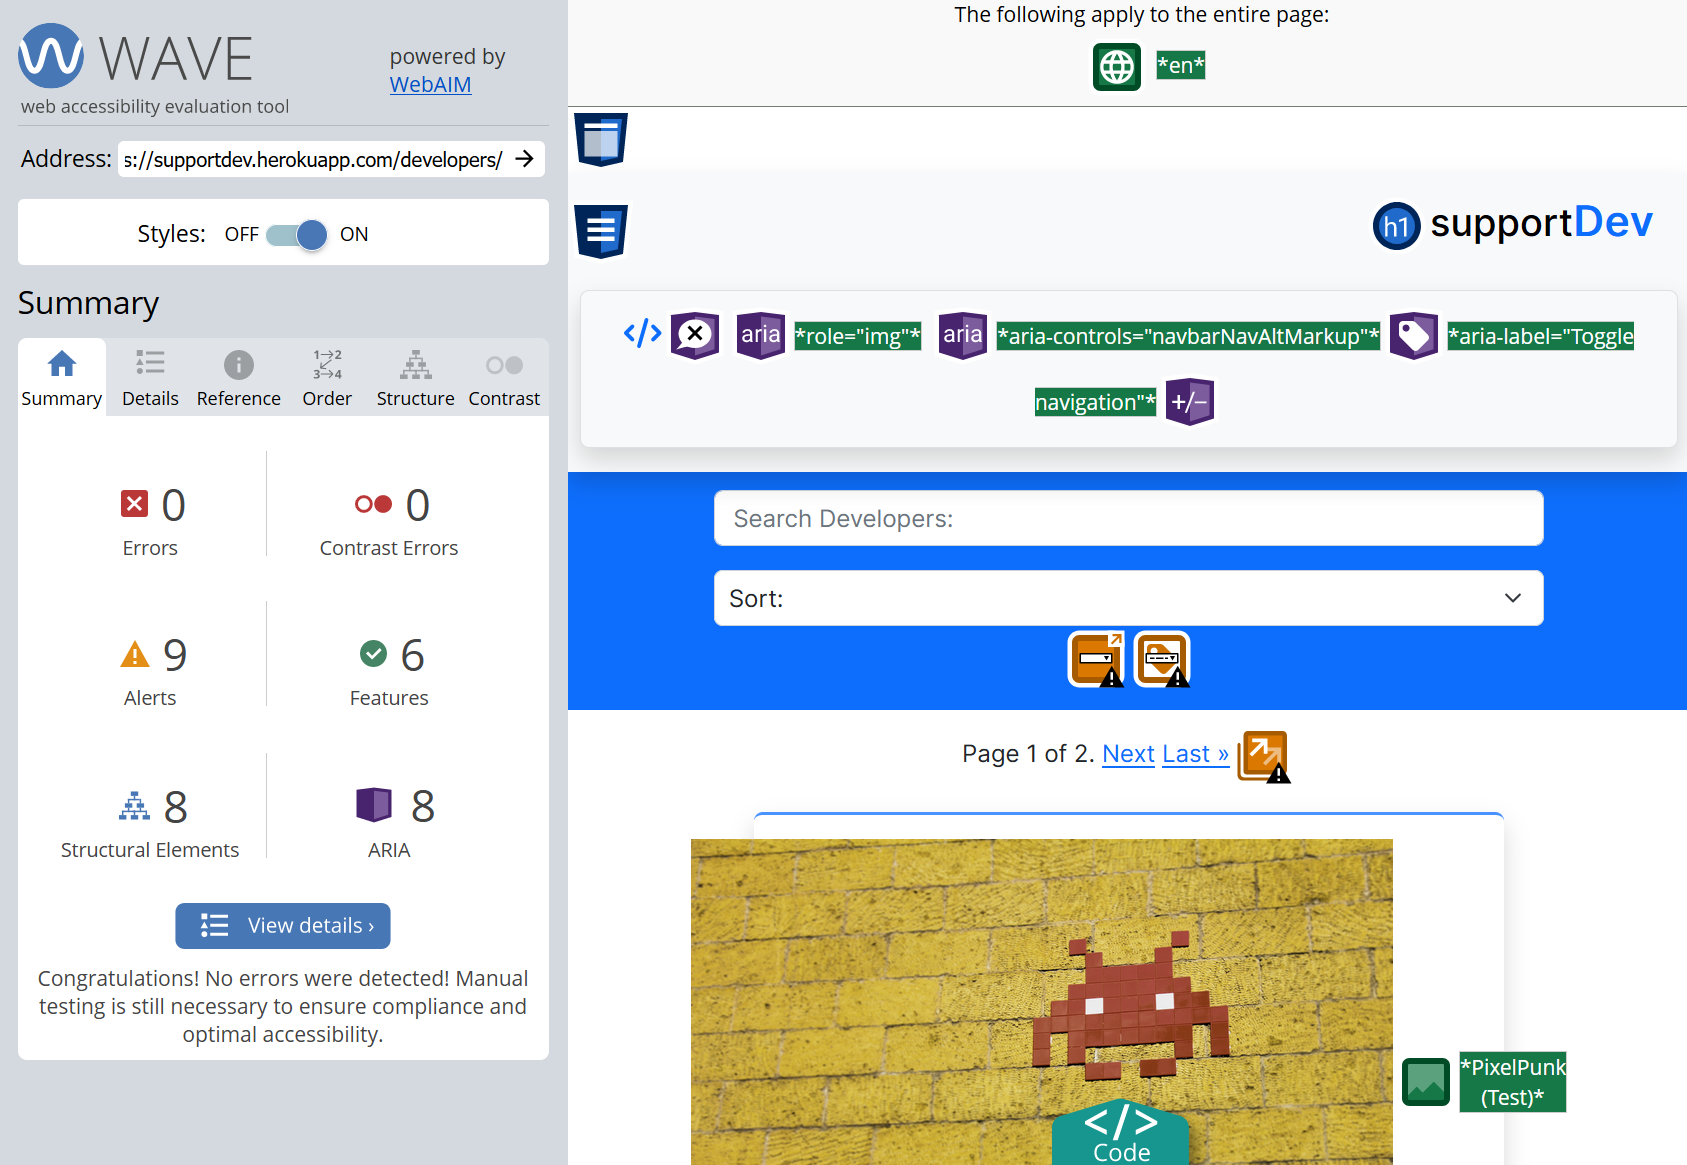 WAVE
powered by
WebAIM
web accessibility evaluation tool
Address: s://supportdev.herokuapp.com/developers/
Styles: OFF ON
Summary
Summary Details Reference Order Structure Contrast
1 2
3 4
0 Errors
0 Contrast Errors
9 Alerts
6 Features
8 Structural Elements
8 ARIA
View details ›
Congratulations! No errors were detected! Manual
testing is still necessary to ensure compliance and
optimal accessibility.
The following apply to the entire page:
*en*
h1 supportDev
</> aria *role="img"* aria *aria-controls="navbarNavAltMarkup"* *aria-label="Toggle
navigation"* +/-
Search Developers:
Sort:
Page 1 of 2. Next Last »
*PixelPunk
(Test)*
</>
Code